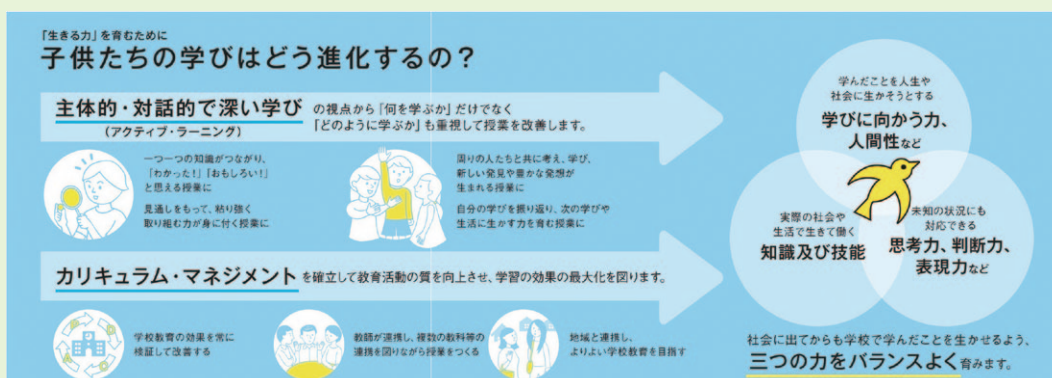 「生きる力」を育むために
子供たちの学びはどう進化するの？
主体的・対話的で深い学び の視点から「何を学ぶか」だけでなく
（アクティブ・ラーニング） 「どのように学ぶか」も重視して授業を改善します。
一つ一つの知識がつながり、
「わかった！」「おもしろい！」
と思える授業に
見通しをもって、粘り強く
取り組む力が身に付く授業に
周りの人たちと共に考え、学び、
新しい発見や豊かな発想が
生まれる授業に
自分の学びを振り返り、次の学びや
生活に生かす力を育む授業に
カリキュラム・マネジメント を確立して教育活動の質を向上させ、学習の効果の最大化を図ります。
学校教育の効果を常に
検証して改善する
教師が連携し、複数の教科等の
連携を図りながら授業をつくる
地域と連携し、
よりよい学校教育を目指す
学んだことを人生や
社会に生かそうとする
学びに向かう力、
人間性など
実際の社会や
生活で生きて働く
知識及び技能
未知の状況にも
対応できる
思考力、判断力、
表現力など
社会に出てからも学校で学んだことを生かせるよう、
三つの力をバランスよく育みます。